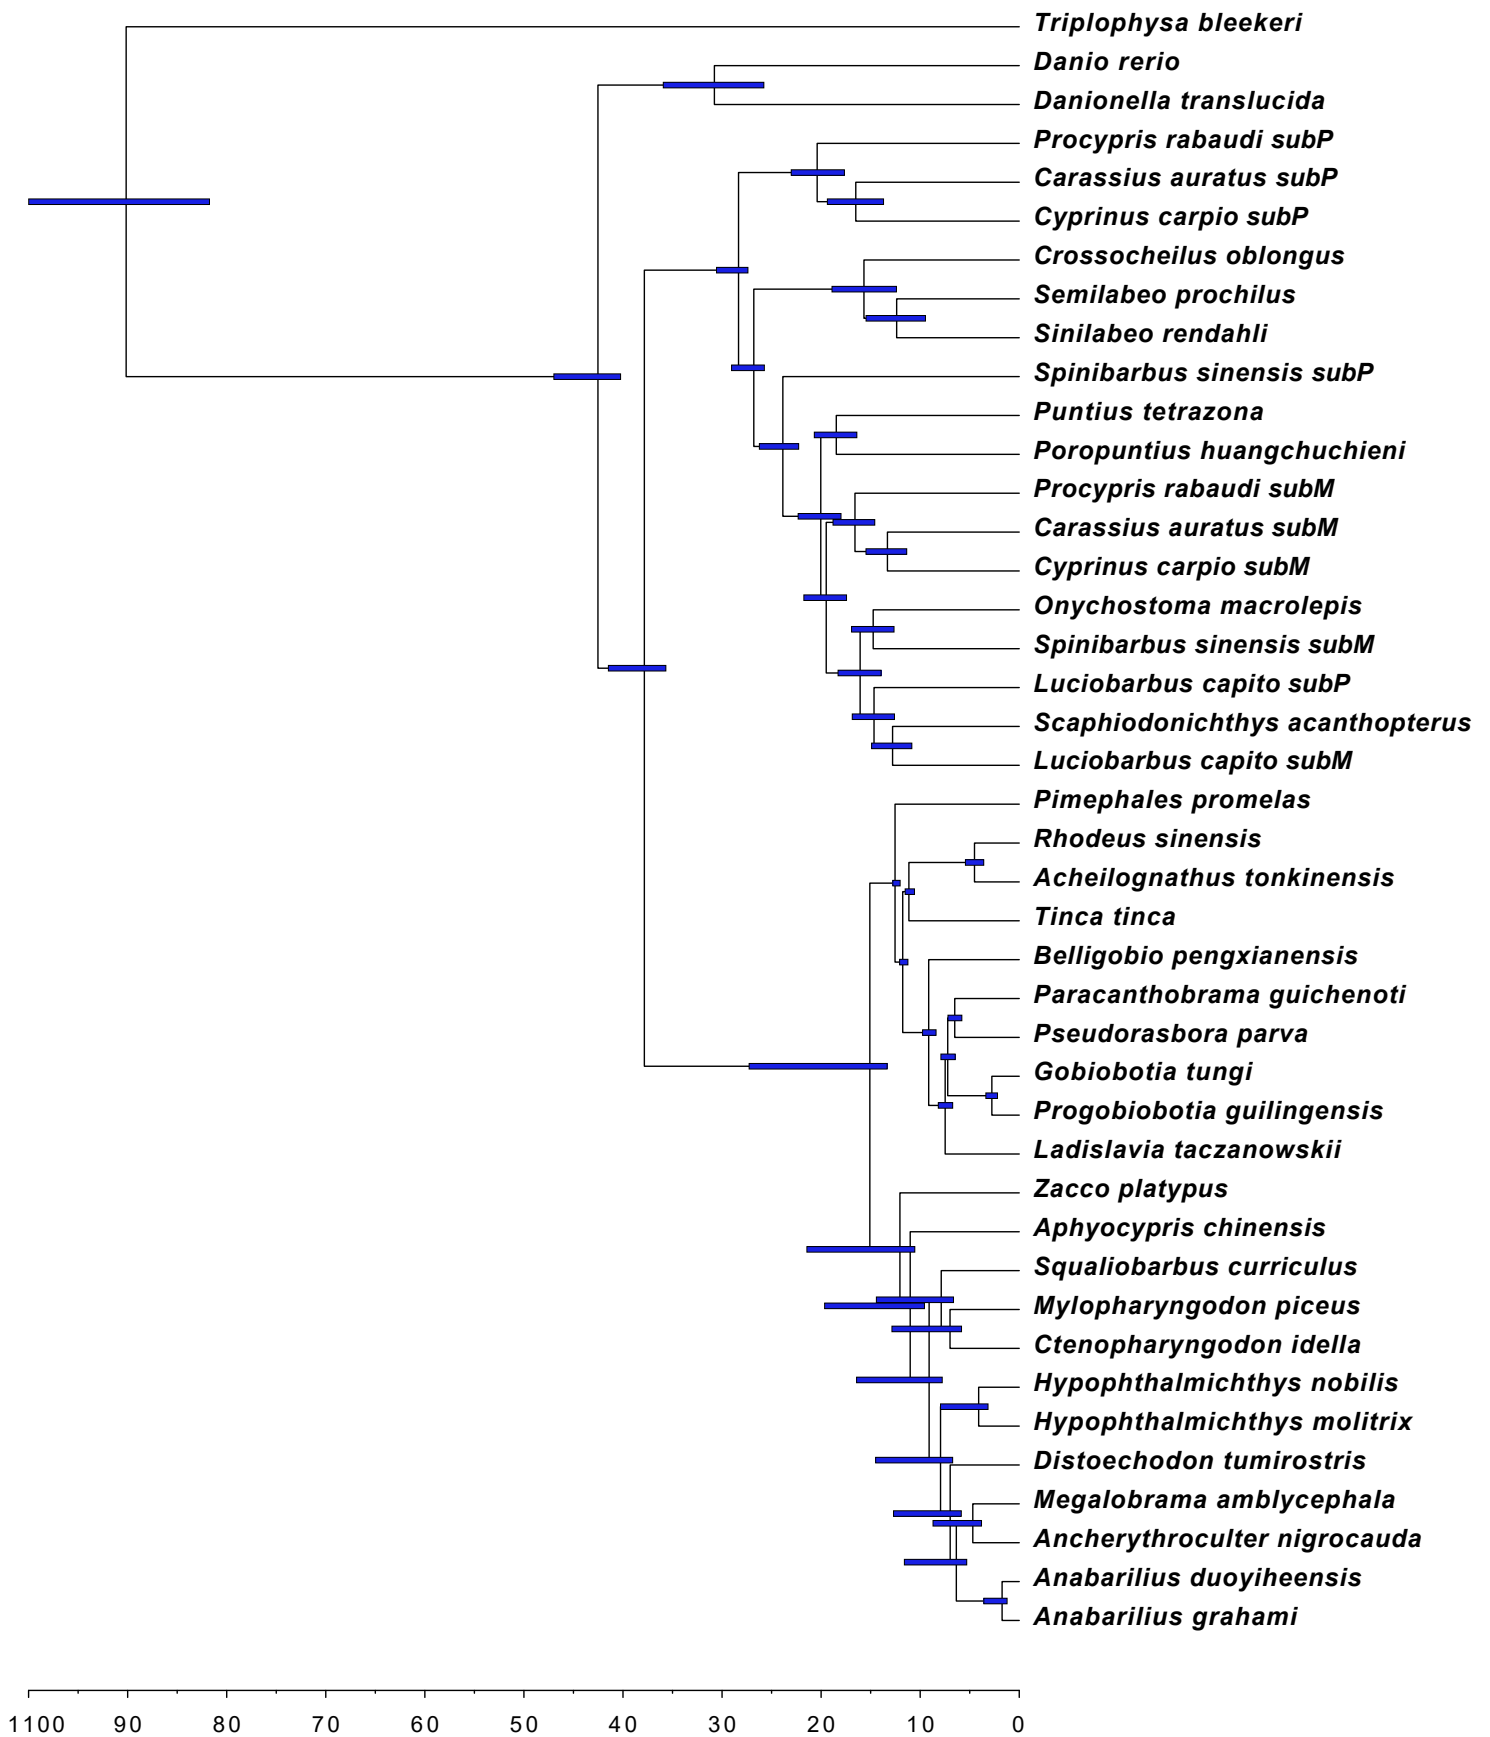 Triplophysa bleekeri
Danio rerio
Danionella translucida
Procypris rabaudi subP
Carassius auratus subP
Cyprinus carpio subP
Crossocheilus oblongus
Semilabeo prochilus
Sinilabeo rendahli
Spinibarbus sinensis subP
Puntius tetrazona
Poropuntius huangchuchieni
Procypris rabaudi subM
Carassius auratus subM
Cyprinus carpio subM
Onychostoma macrolepis
Spinibarbus sinensis subM
Luciobarbus capito subP
Scaphiodonichthys acanthopterus
Luciobarbus capito subM
Pimephales promelas
Rhodeus sinensis
Acheilognathus tonkinensis
Tinca tinca
Belligobio pengxianensis
Paracanthobrama guichenoti
Pseudorasbora parva
Gobiobotia tungi
Progobiobotia guilingensis
Ladislavia taczanowskii
Zacco platypus
Aphyocypris chinensis
Squaliobarbus curriculus
Mylopharyngodon piceus
Ctenopharyngodon idella
Hypophthalmichthys nobilis
Hypophthalmichthys molitrix
Distoechodon tumirostris
Megalobrama amblycephala
Ancherythroculter nigrocauda
Anabarilius duoyiheensis
Anabarilius grahami
1100 90 80 70 60 50 40 30 20 10 0